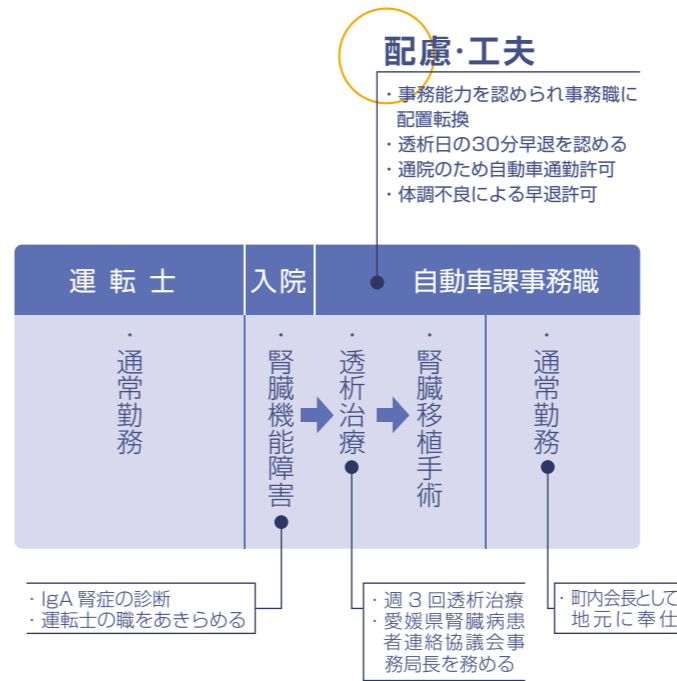 配慮・工夫
・事務能力を認められ事務職に
配置転換
・透析日の30分早退を認める
・通院のため自動車通勤許可
・体調不良による早退許可
運転士
入院
自動車課事務職
・通常勤務
・腎臓機能障害
・透析治療
・腎臓移植手術
・通常勤務
・IgA 腎症の診断
・運転士の職をあきらめる
・週 3 回透析治療
・愛媛県腎臓病患
者連絡協議会事
務局長を務める
・町内会長として
地元に奉仕